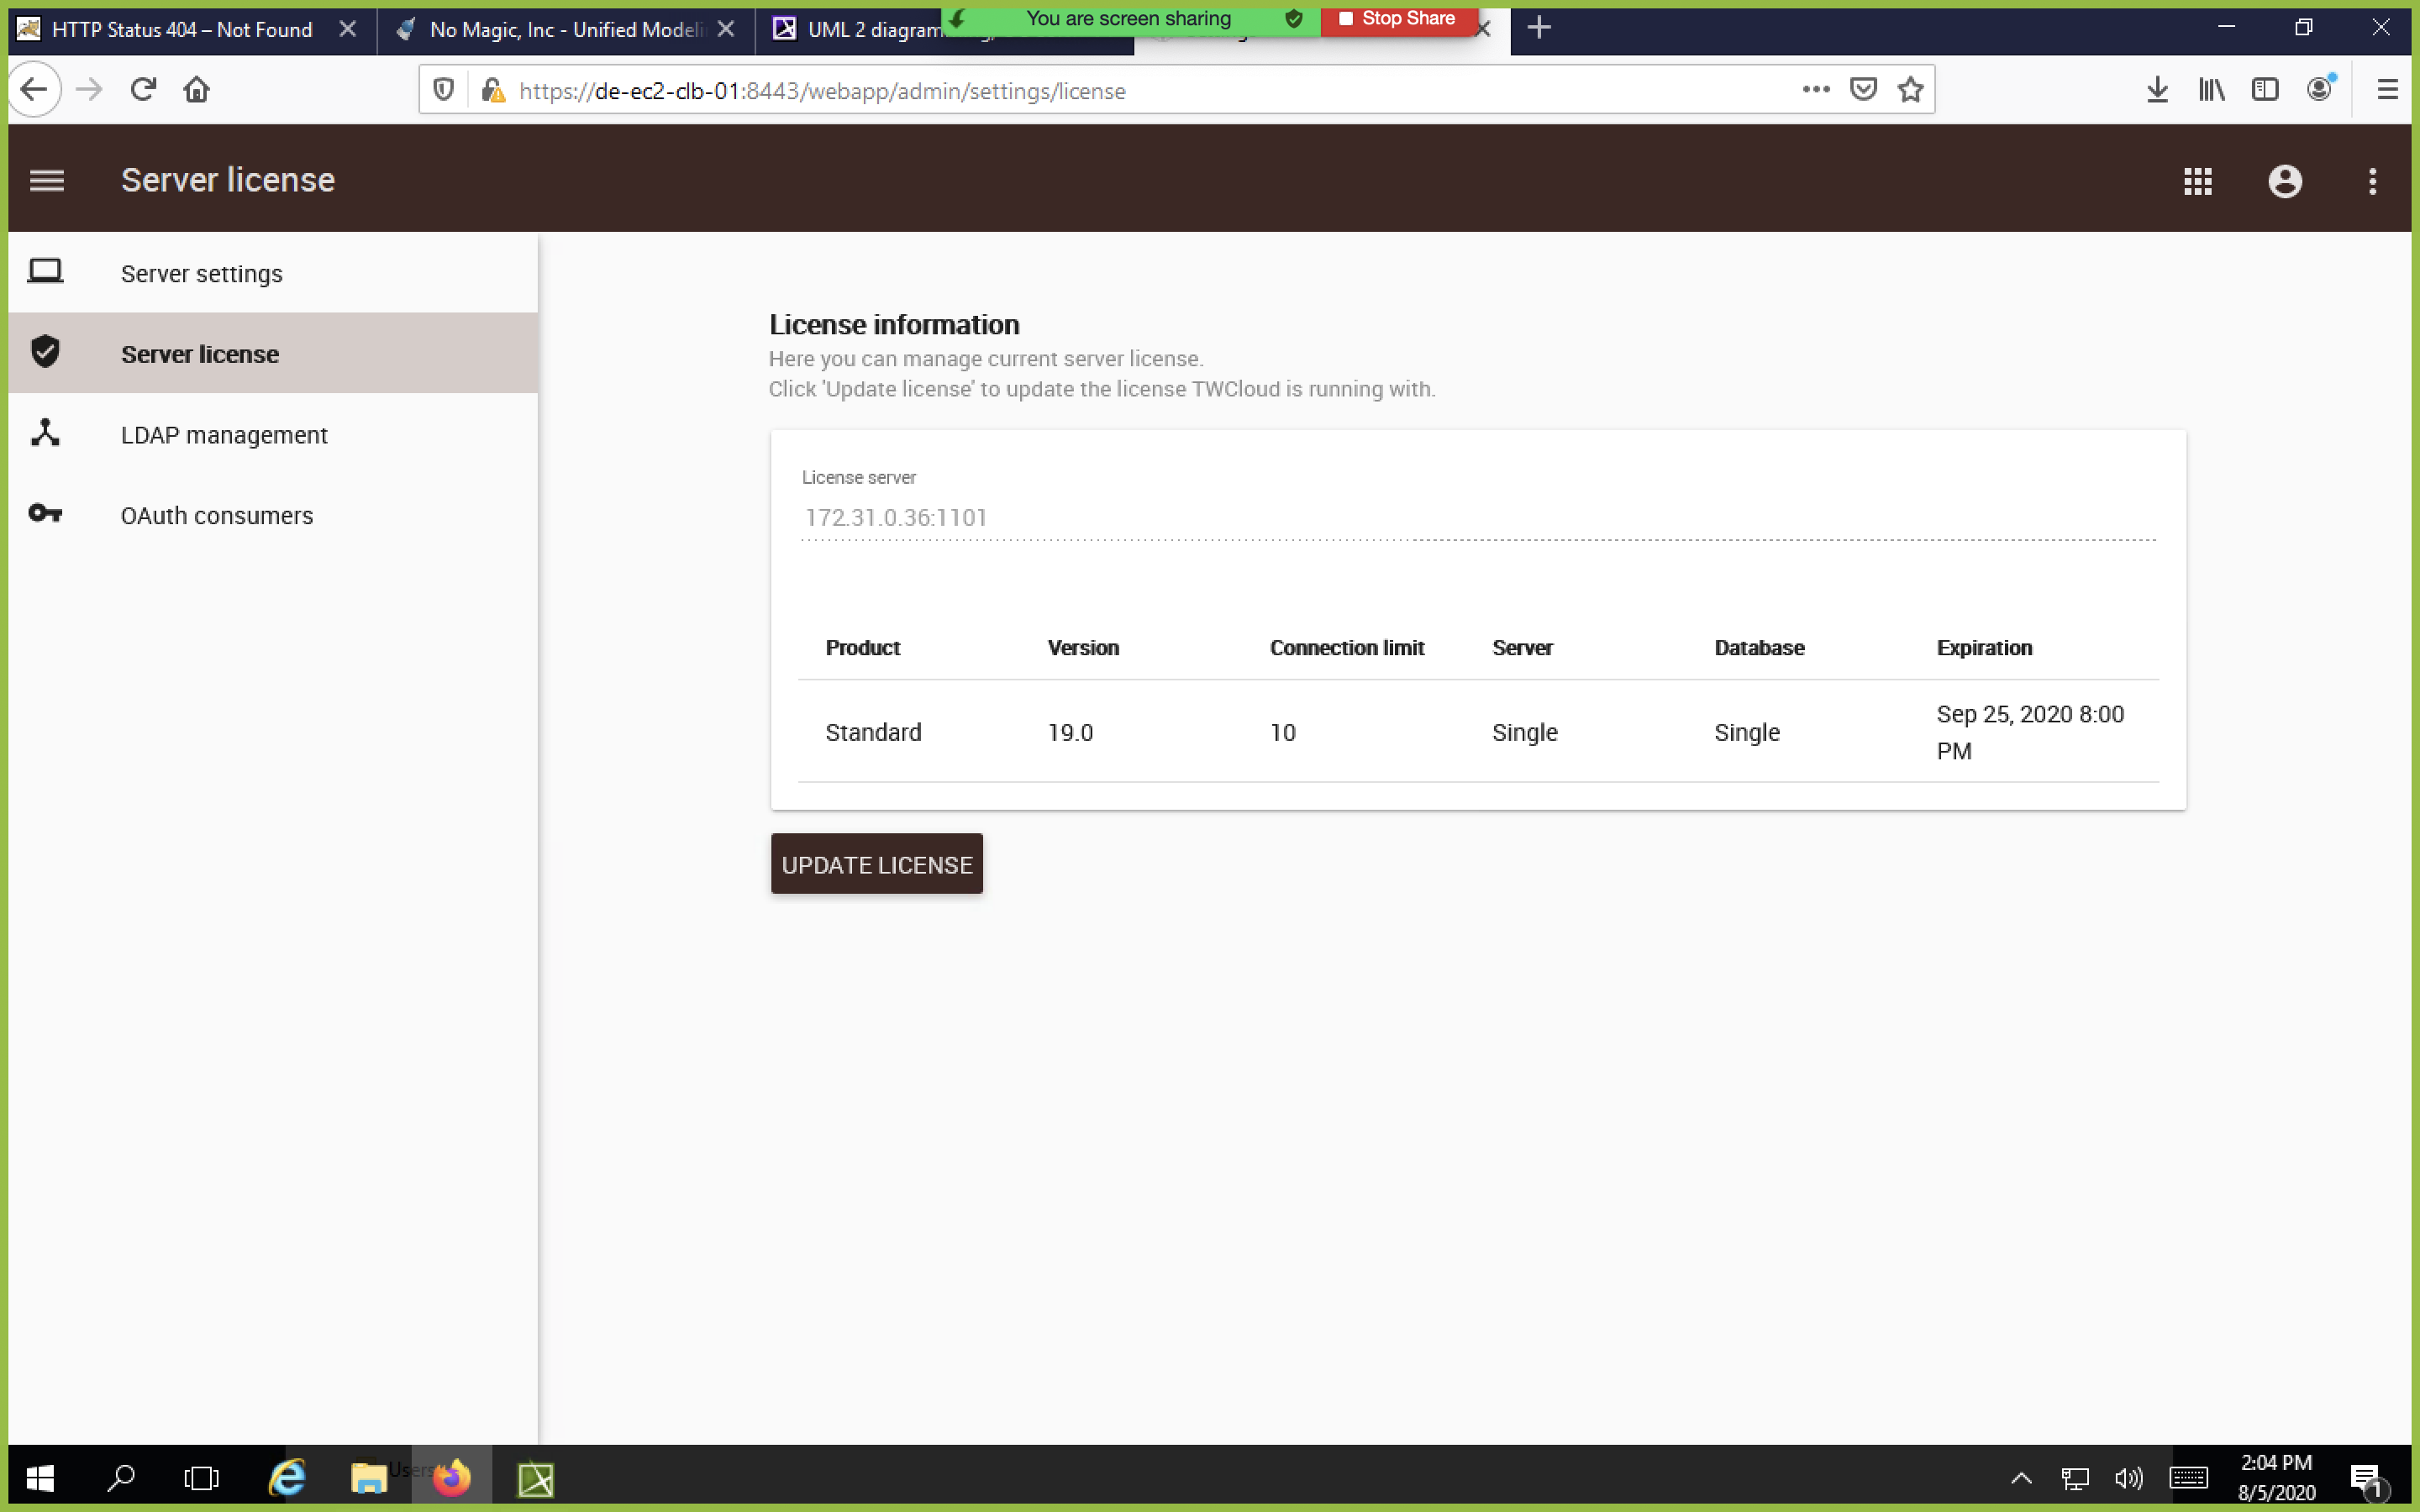 HTTP Status 404 – Not Found
No Magic, Inc - Unified Modeli
UML 2 diagram
You are screen sharing
Stop Share
https://de-ec2-clb-01:8443/webapp/admin/settings/license
Server license
Server settings
Server license
LDAP management
OAuth consumers
License information
Here you can manage current server license.
Click 'Update license' to update the license TWCloud is running with.
License server
172.31.0.36:1101
Product Version Connection limit Server Database Expiration
Standard 19.0 10 Single Single Sep 25, 2020 8:00
PM
UPDATE LICENSE
Users
2:04 PM
8/5/2020
1